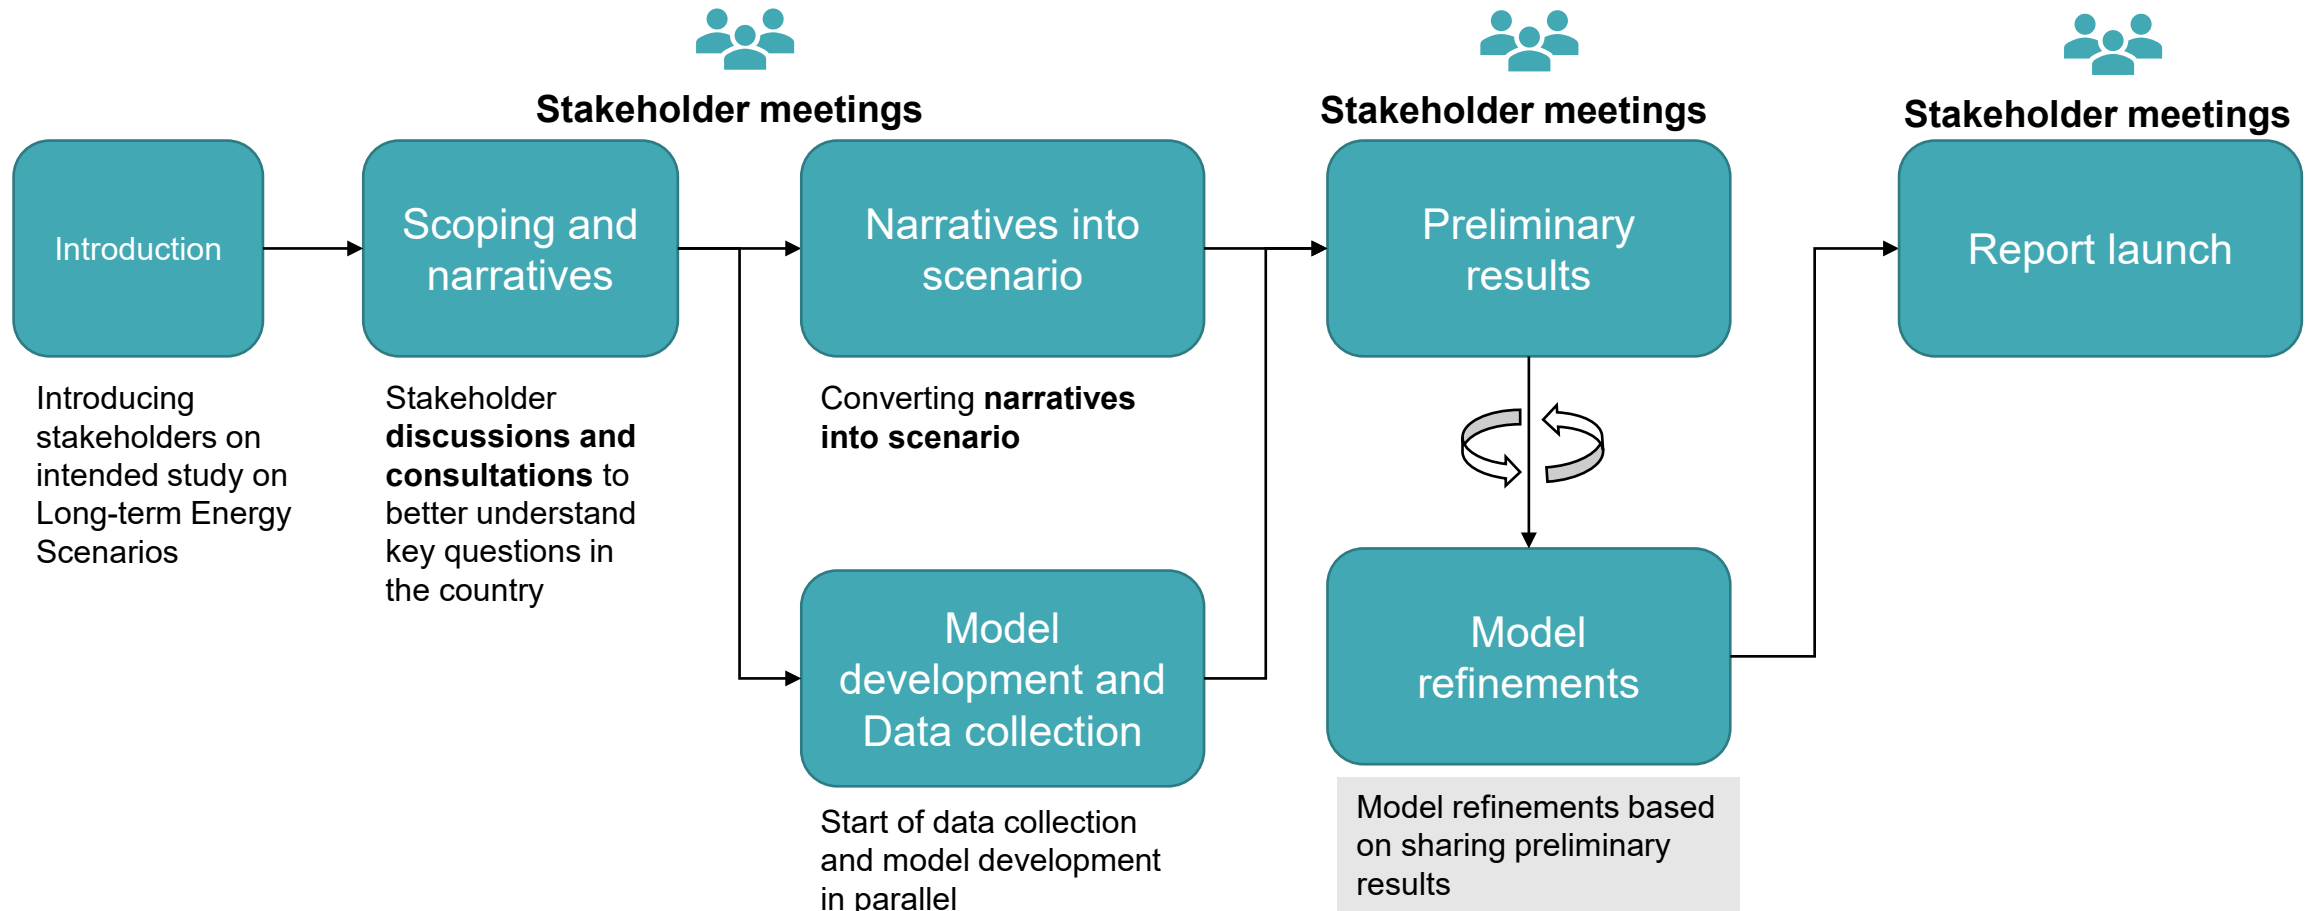 Stakeholder meetings
Stakeholder meetings
Stakeholder meetings
Introduction
Introducing
stakeholders on
intended study on
Long-term Energy
Scenarios
Scoping and
narratives
Stakeholder
discussions and
consultations to
better understand
key questions in
the country
Narratives into
scenario
Converting narratives
into scenario
Model
development and
Data collection
Start of data collection
and model development
in parallel
Preliminary
results
Model
refinements
Model refinements based
on sharing preliminary
results
Report launch